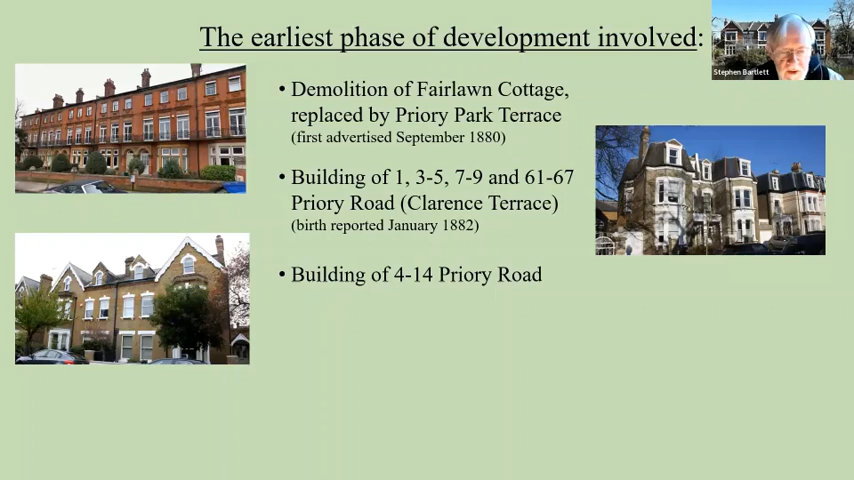 The earliest phase of development involved:
Stephen Bartlett
• Demolition of Fairlawn Cottage,
replaced by Priory Park Terrace
(first advertised September 1880)
• Building of 1, 3-5, 7-9 and 61-67
Priory Road (Clarence Terrace)
(birth reported January 1882)
• Building of 4-14 Priory Road